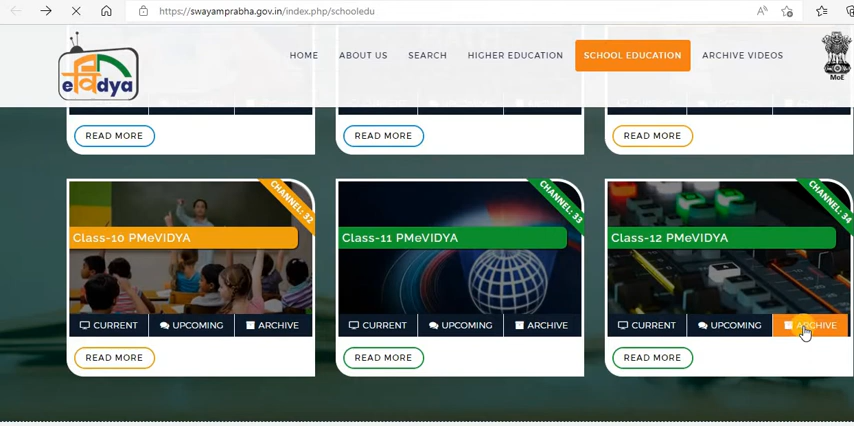 https://swayamprabha.gov.in/index.php/schooledu
eविद्या
HOME
ABOUT US
SEARCH
HIGHER EDUCATION
SCHOOL EDUCATION
ARCHIVE VIDEOS
MoE
READ MORE
READ MORE
READ MORE
CHANNEL: 32
Class-10 PMeVIDYA
CURRENT
UPCOMING
ARCHIVE
READ MORE
CHANNEL: 33
Class-11 PMeVIDYA
CURRENT
UPCOMING
ARCHIVE
READ MORE
CHANNEL: 34
Class-12 PMeVIDYA
CURRENT
UPCOMING
ARCHIVE
READ MORE